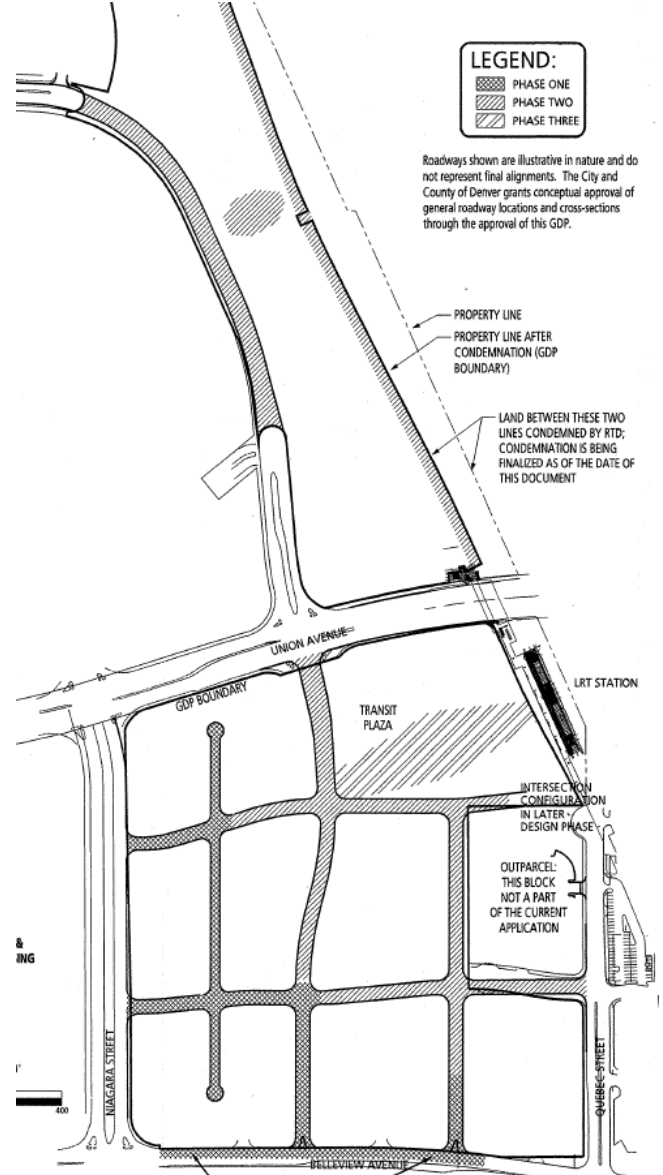 LEGEND:
PHASE ONE
PHASE TWO
PHASE THREE
Roadways shown are illustrative in nature and do
not represent final alignments. The City and
County of Denver grants conceptual approval of
general roadway locations and cross-sections
through the approval of this GDP.
PROPERTY LINE
PROPERTY LINE AFTER
CONDEMNATION (GDP
BOUNDARY)
LAND BETWEEN THESE TWO
LINES CONDEMNED BY RTD;
CONDEMNATION IS BEING
FINALIZED AS OF THE DATE OF
THIS DOCUMENT
UNION AVENUE
LRT STATION
GDP BOUNDARY
TRANSIT
PLAZA
INTERSECTION
CONFIGURATION
IN LATER
DESIGN PHASE
OUTPARCEL:
THIS BLOCK
NOT A PART
OF THE CURRENT
APPLICATION
&
NIAGARA STREET
QUEBEC STREET
400
BELLEVIEW AVENUE